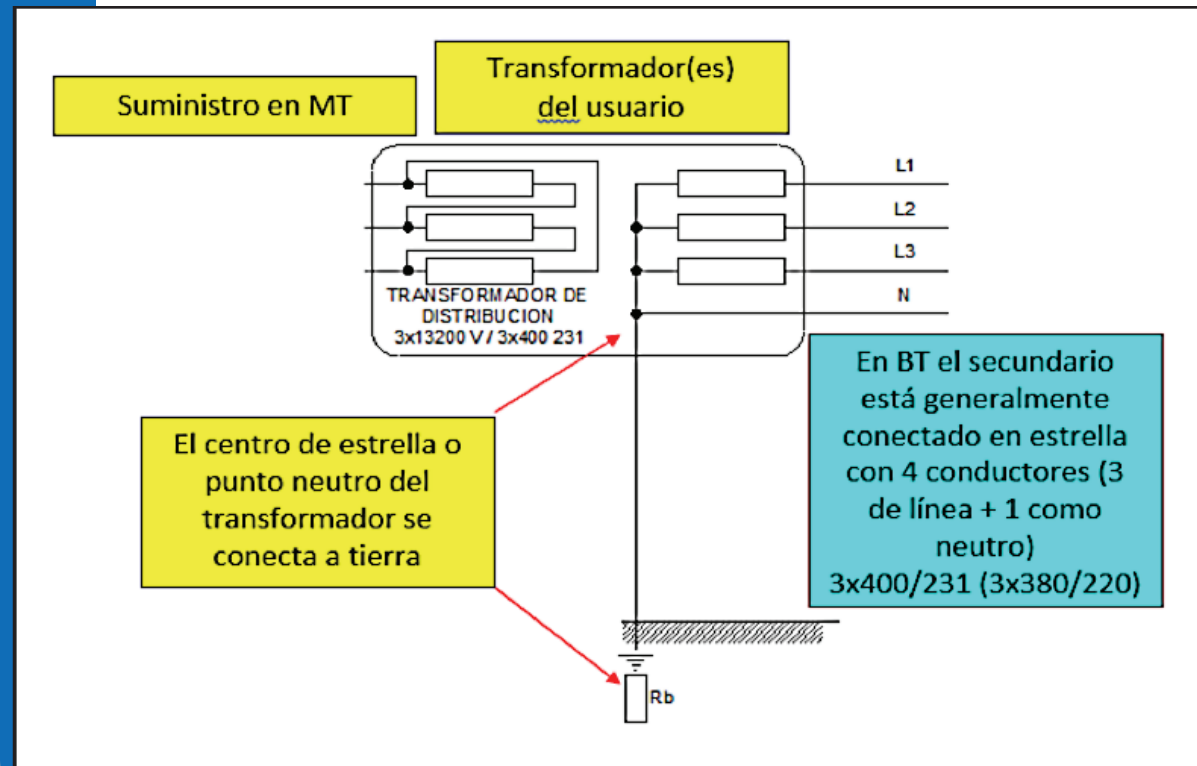 Suministro en MT
Transformador(es)
del usuario
L1
L2
L3
N
TRANSFORMADOR DE
DISTRIBUCION
3x13200 V / 3x400 231
El centro de estrella o
punto neutro del
transformador se
conecta a tierra
En BT el secundario
está generalmente
conectado en estrella
con 4 conductores (3
de línea + 1 como
neutro)
3x400/231 (3x380/220)
Rb